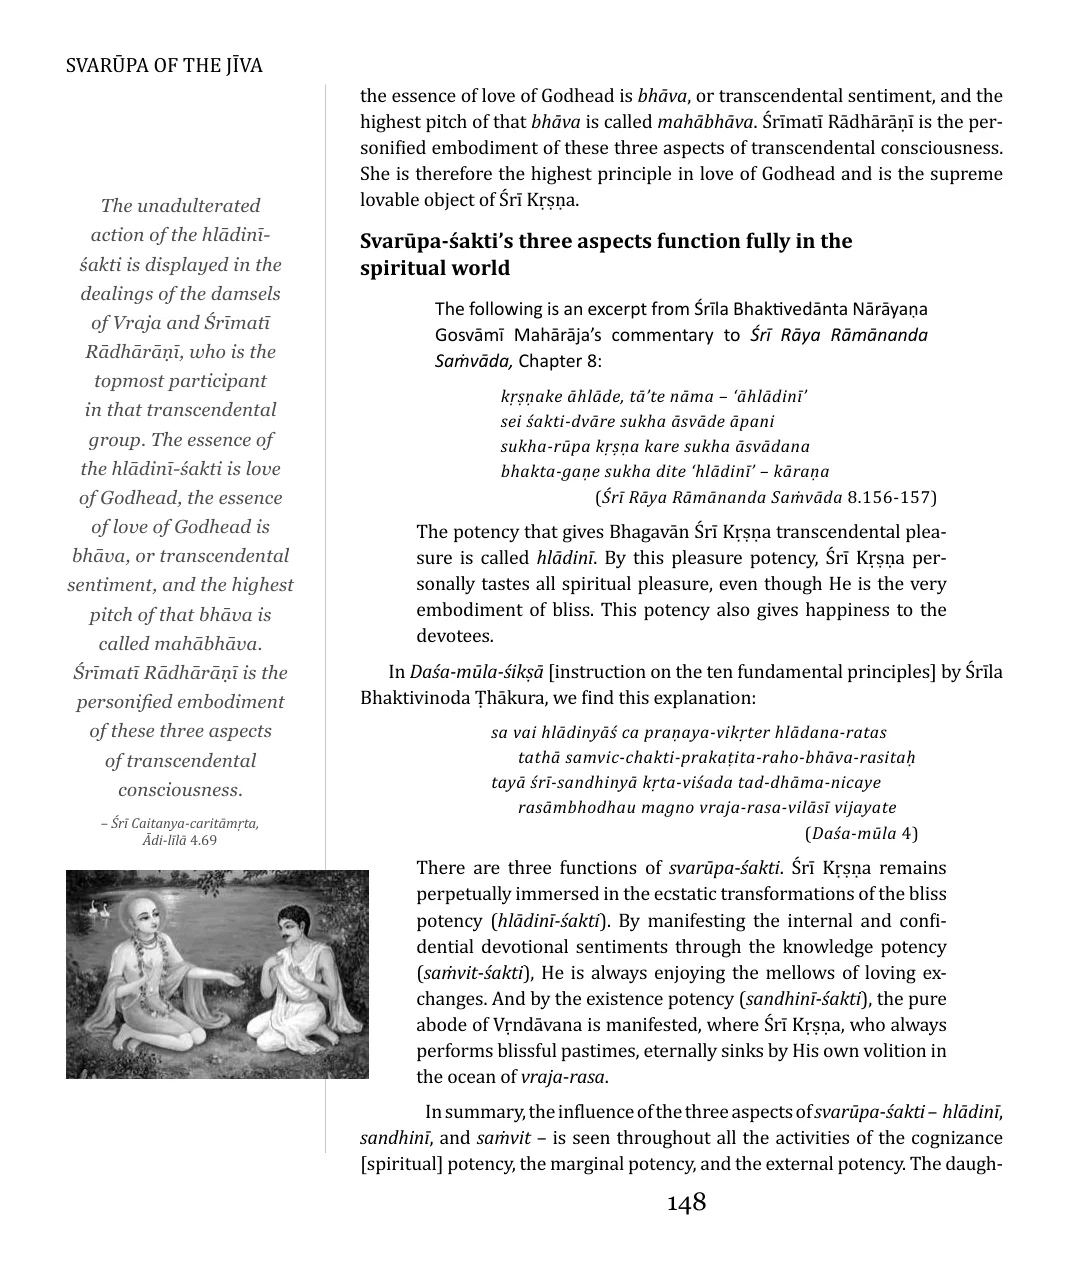 SVARŪPA OF THE JĪVA
the essence of love of Godhead is bhāva, or transcendental sentiment, and the
highest pitch of that bhāva is called mahābhāva. Śrīmatī Rādhārāṇī is the per-
sonified embodiment of these three aspects of transcendental consciousness.
She is therefore the highest principle in love of Godhead and is the supreme
lovable object of Śrī Kṛṣṇa.
Svarūpa-śakti’s three aspects function fully in the
spiritual world
The following is an excerpt from Śrīla Bhaktivedānta Nārāyaṇa
Gosvāmī Mahārāja’s commentary to Śrī Rāya Rāmānanda
Saṁvāda, Chapter 8:
kṛṣṇake āhlāde, tā’te nāma – ‘āhlādinī’
sei śakti-dvāre sukha āsvāde āpani
sukha-rūpa kṛṣṇa kare sukha āsvādana
bhakta-gaṇe sukha dite ‘hlādinī’ – kāraṇa
(Śrī Rāya Rāmānanda Saṁvāda 8.156-157)
The potency that gives Bhagavān Śrī Kṛṣṇa transcendental plea-
sure is called hlādinī. By this pleasure potency, Śrī Kṛṣṇa per-
sonally tastes all spiritual pleasure, even though He is the very
embodiment of bliss. This potency also gives happiness to the
devotees.
In Daśa-mūla-śikṣā [instruction on the ten fundamental principles] by Śrīla
Bhaktivinoda Ṭhākura, we find this explanation:
sa vai hlādinyāś ca praṇaya-vikṛter hlādana-ratas
tathā samvic-chakti-prakaṭita-raho-bhāva-rasitaḥ
tayā śrī-sandhinyā kṛta-viśada tad-dhāma-nicaye
rasāmbhodhau magno vraja-rasa-vilāsī vijayate
(Daśa-mūla 4)
There are three functions of svarūpa-śakti. Śrī Kṛṣṇa remains
perpetually immersed in the ecstatic transformations of the bliss
potency (hlādinī-śakti). By manifesting the internal and confi-
dential devotional sentiments through the knowledge potency
(saṁvit-śakti), He is always enjoying the mellows of loving ex-
changes. And by the existence potency (sandhinī-śakti), the pure
abode of Vṛndāvana is manifested, where Śrī Kṛṣṇa, who always
performs blissful pastimes, eternally sinks by His own volition in
the ocean of vraja-rasa.
In summary, the influence of the three aspects of svarūpa-śakti – hlādinī,
sandhinī, and saṁvit – is seen throughout all the activities of the cognizance
[spiritual] potency, the marginal potency, and the external potency. The daugh-
The unadulterated
action of the hlādinī-
śakti is displayed in the
dealings of the damsels
of Vraja and Śrīmatī
Rādhārāṇī, who is the
topmost participant
in that transcendental
group. The essence of
the hlādinī-śakti is love
of Godhead, the essence
of love of Godhead is
bhāva, or transcendental
sentiment, and the highest
pitch of that bhāva is
called mahābhāva.
Śrīmatī Rādhārāṇī is the
personified embodiment
of these three aspects
of transcendental
consciousness.
– Śrī Caitanya-caritāmṛta,
Ādi-līlā 4.69
148